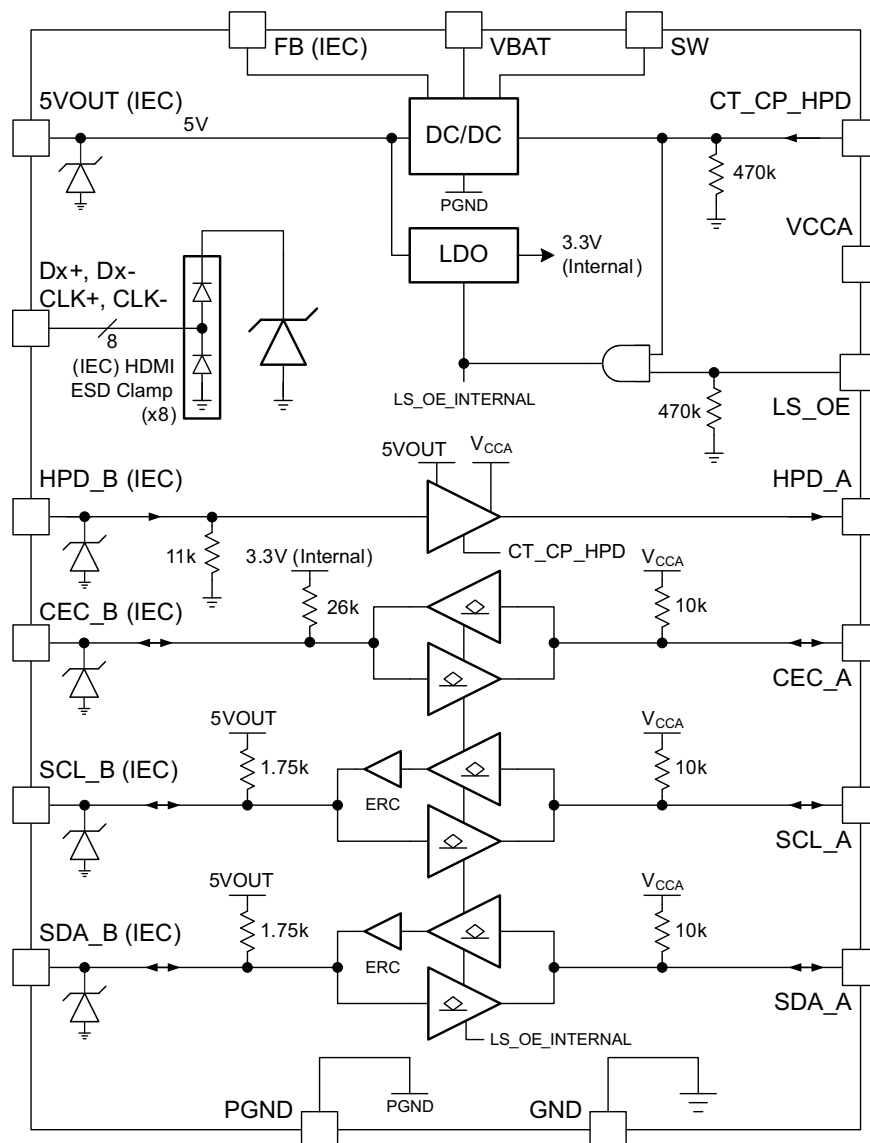 FB (IEC)
VBAT
SW
5VOUT (IEC)
5V
DC/DC
CT_CP_HPD
470k
PGND
VCCA
LDO
3.3V
(Internal)
Dx+, Dx-
CLK+, CLK-
8
(IEC) HDMI
ESD Clamp
(x8)
LS_OE_INTERNAL
470k
LS_OE
5VOUT
VCCA
HPD_B (IEC)
HPD_A
11k
3.3V (Internal)
CT_CP_HPD
VCCA
26k
10k
CEC_B (IEC)
CEC_A
5VOUT
VCCA
1.75k
10k
SCL_B (IEC)
ERC
SCL_A
5VOUT
VCCA
1.75k
10k
SDA_B (IEC)
ERC
SDA_A
LS_OE_INTERNAL
PGND
PGND
GND